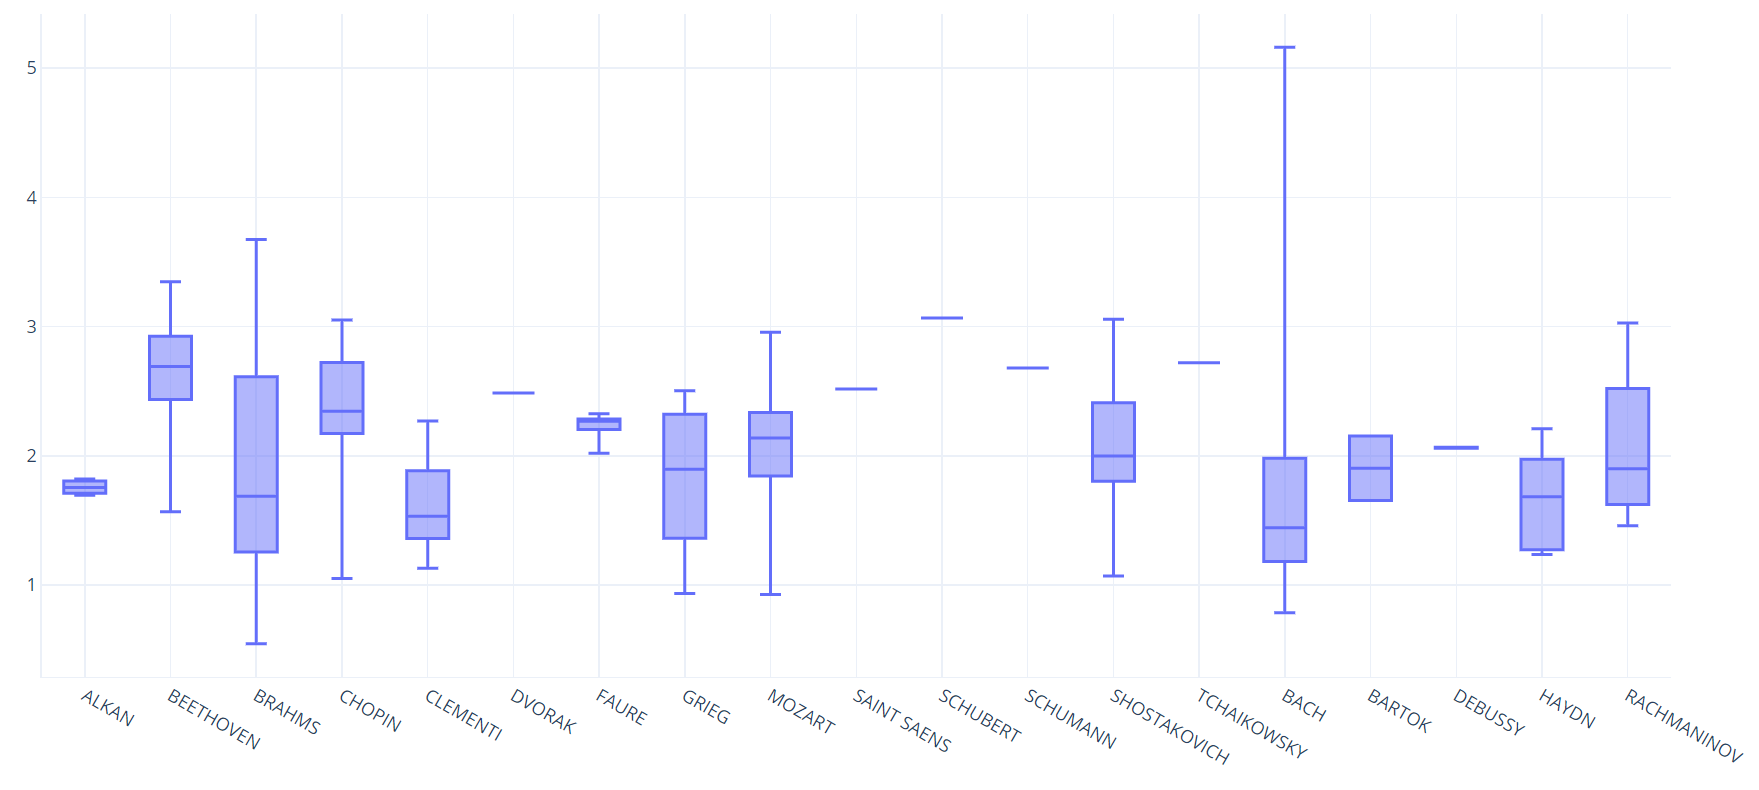 5
4
3
2
1
ALKAN
BEETHOVEN
BRAHMS
CHOPIN
CLEMENTI
DVORAK
FAURE
GRIEG
MOZART
SAINT SAENS
SCHUBERT
SCHUMANN
SHOSTAKOVICH
TCHAIKOWSKY
BACH
BARTOK
DEBUSSY
HAYDN
RACHMANINOV